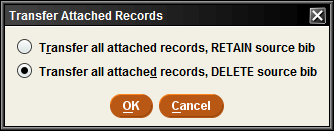 Transfer Attached Records
Transfer all attached records, RETAIN source bib
Transfer all attached records, DELETE source bib
OK Cancel